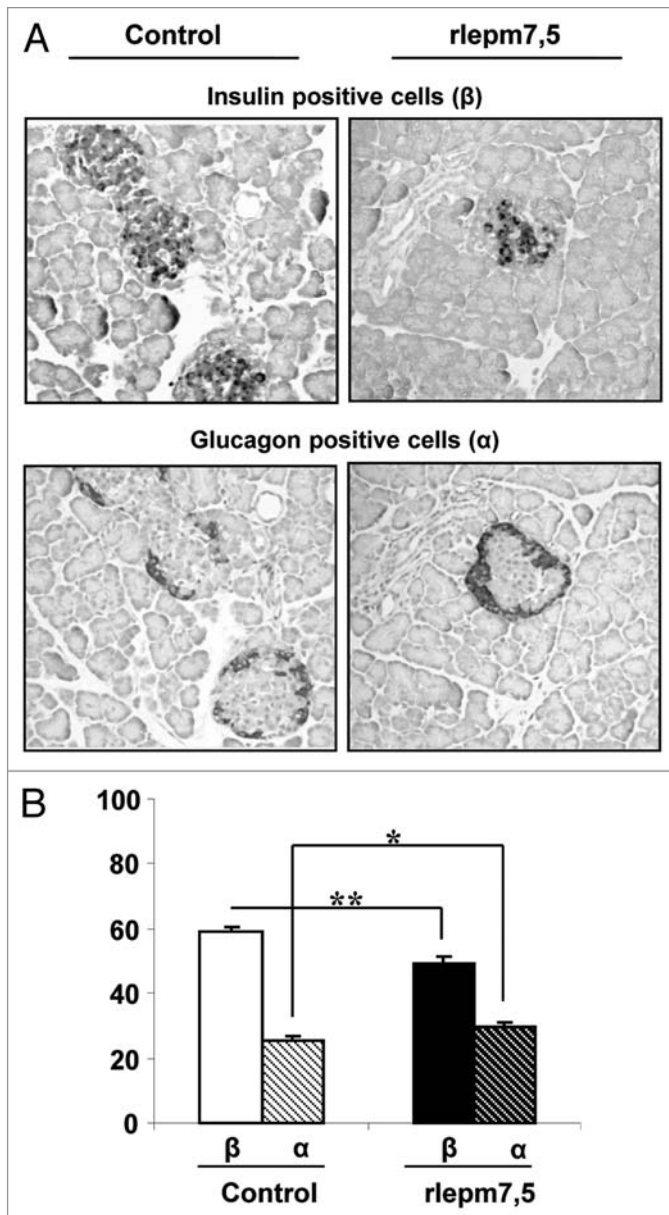 A
Control rlepm7,5
Insulin positive cells (β)
Glucagon positive cells (α)
B
100
80
60
40
20
0
*
**
β α β α
Control rlepm7,5